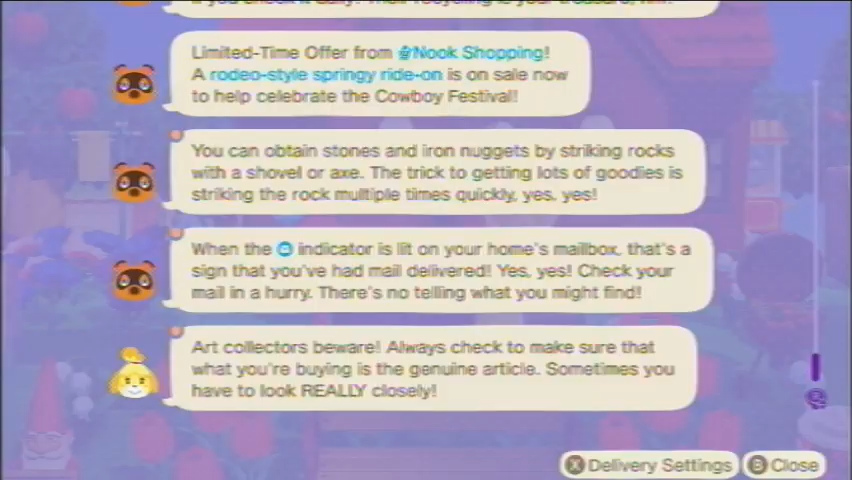 Limited-Time Offer from Nook Shopping!
A rodeo-style springy ride-on is on sale now
to help celebrate the Cowboy Festival!
You can obtain stones and iron nuggets by striking rocks
with a shovel or axe. The trick to getting lots of goodies is
striking the rock multiple times quickly, yes, yes!
When the indicator is lit on your home's mailbox, that's a
sign that you've had mail delivered! Yes, yes! Check your
mail in a hurry. There's no telling what you might find!
Art collectors beware! Always check to make sure that
what you're buying is the genuine article. Sometimes you
have to look REALLY closely!
X Delivery Settings B Close